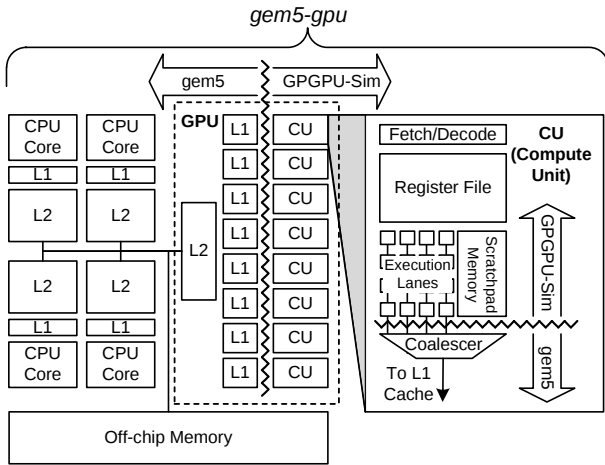 gem5-gpu
gem5
GPGPU-Sim
CPU
Core
CPU
Core
L1
L1
L2
L2
L2
L2
L1
L1
CPU
Core
CPU
Core
GPU
L2
L1
CU
L1
CU
L1
CU
L1
CU
L1
CU
L1
CU
L1
CU
L1
CU
Off-chip Memory
Fetch/Decode
CU
(Compute
Unit)
Register File
Execution
Lanes
Scratchpad
Memory
GPGPU-Sim
gem5
Coalescer
To L1
Cache